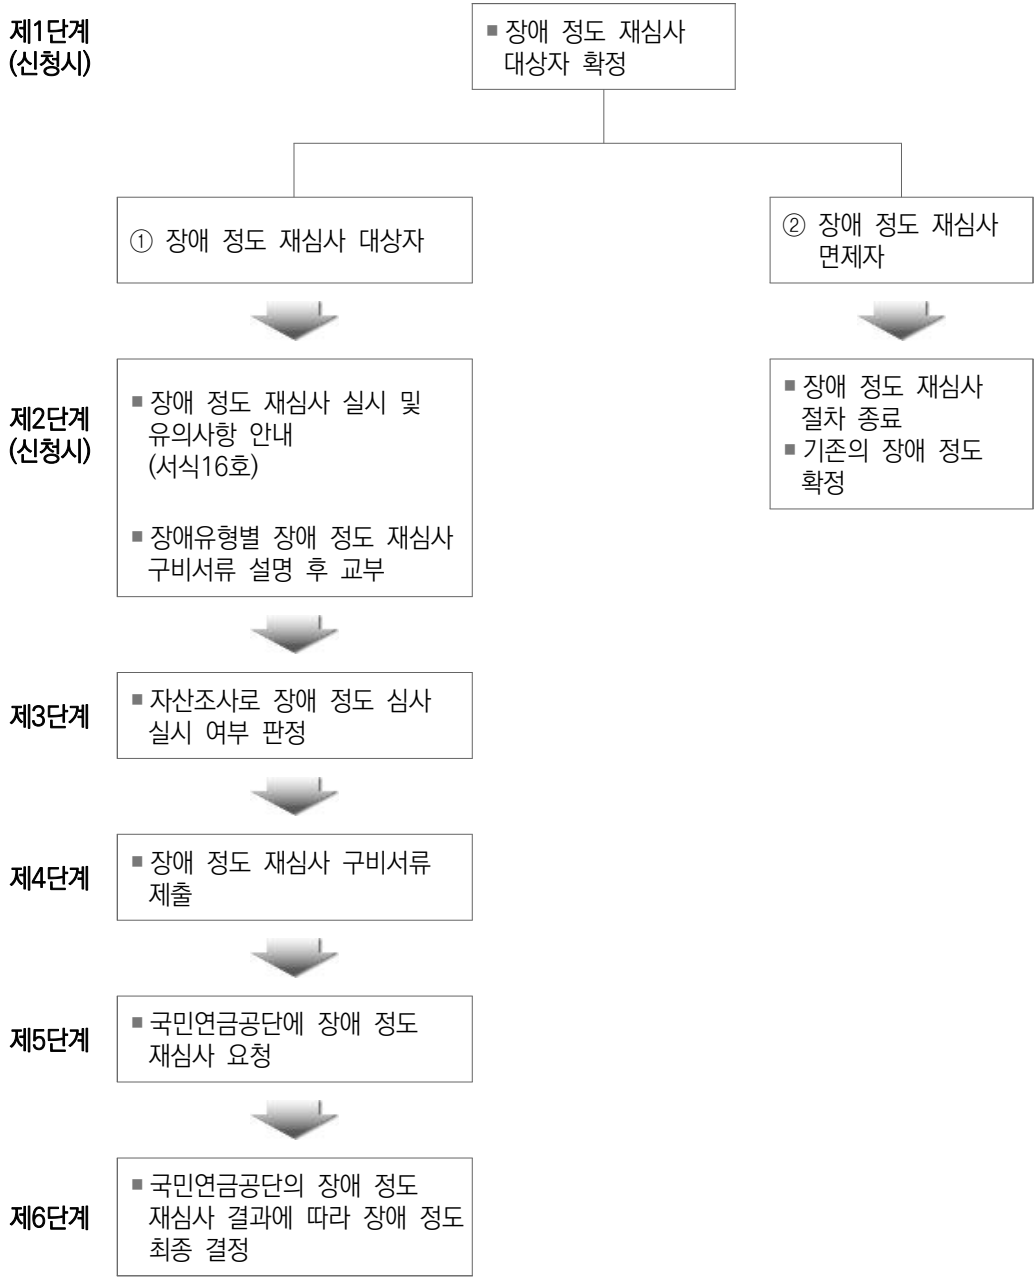 제1단계
(신청시)
■ 장애 정도 재심사
대상자 확정
① 장애 정도 재심사 대상자
② 장애 정도 재심사
면제자
제2단계
(신청시)
■ 장애 정도 재심사 실시 및
유의사항 안내
(서식16호)
■ 장애유형별 장애 정도 재심사
구비서류 설명 후 교부
■ 장애 정도 재심사
절차 종료
■ 기존의 장애 정도
확정
제3단계
■ 자산조사로 장애 정도 심사
실시 여부 판정
제4단계
■ 장애 정도 재심사 구비서류
제출
제5단계
■ 국민연금공단에 장애 정도
재심사 요청
제6단계
■ 국민연금공단의 장애 정도
재심사 결과에 따라 장애 정도
최종 결정